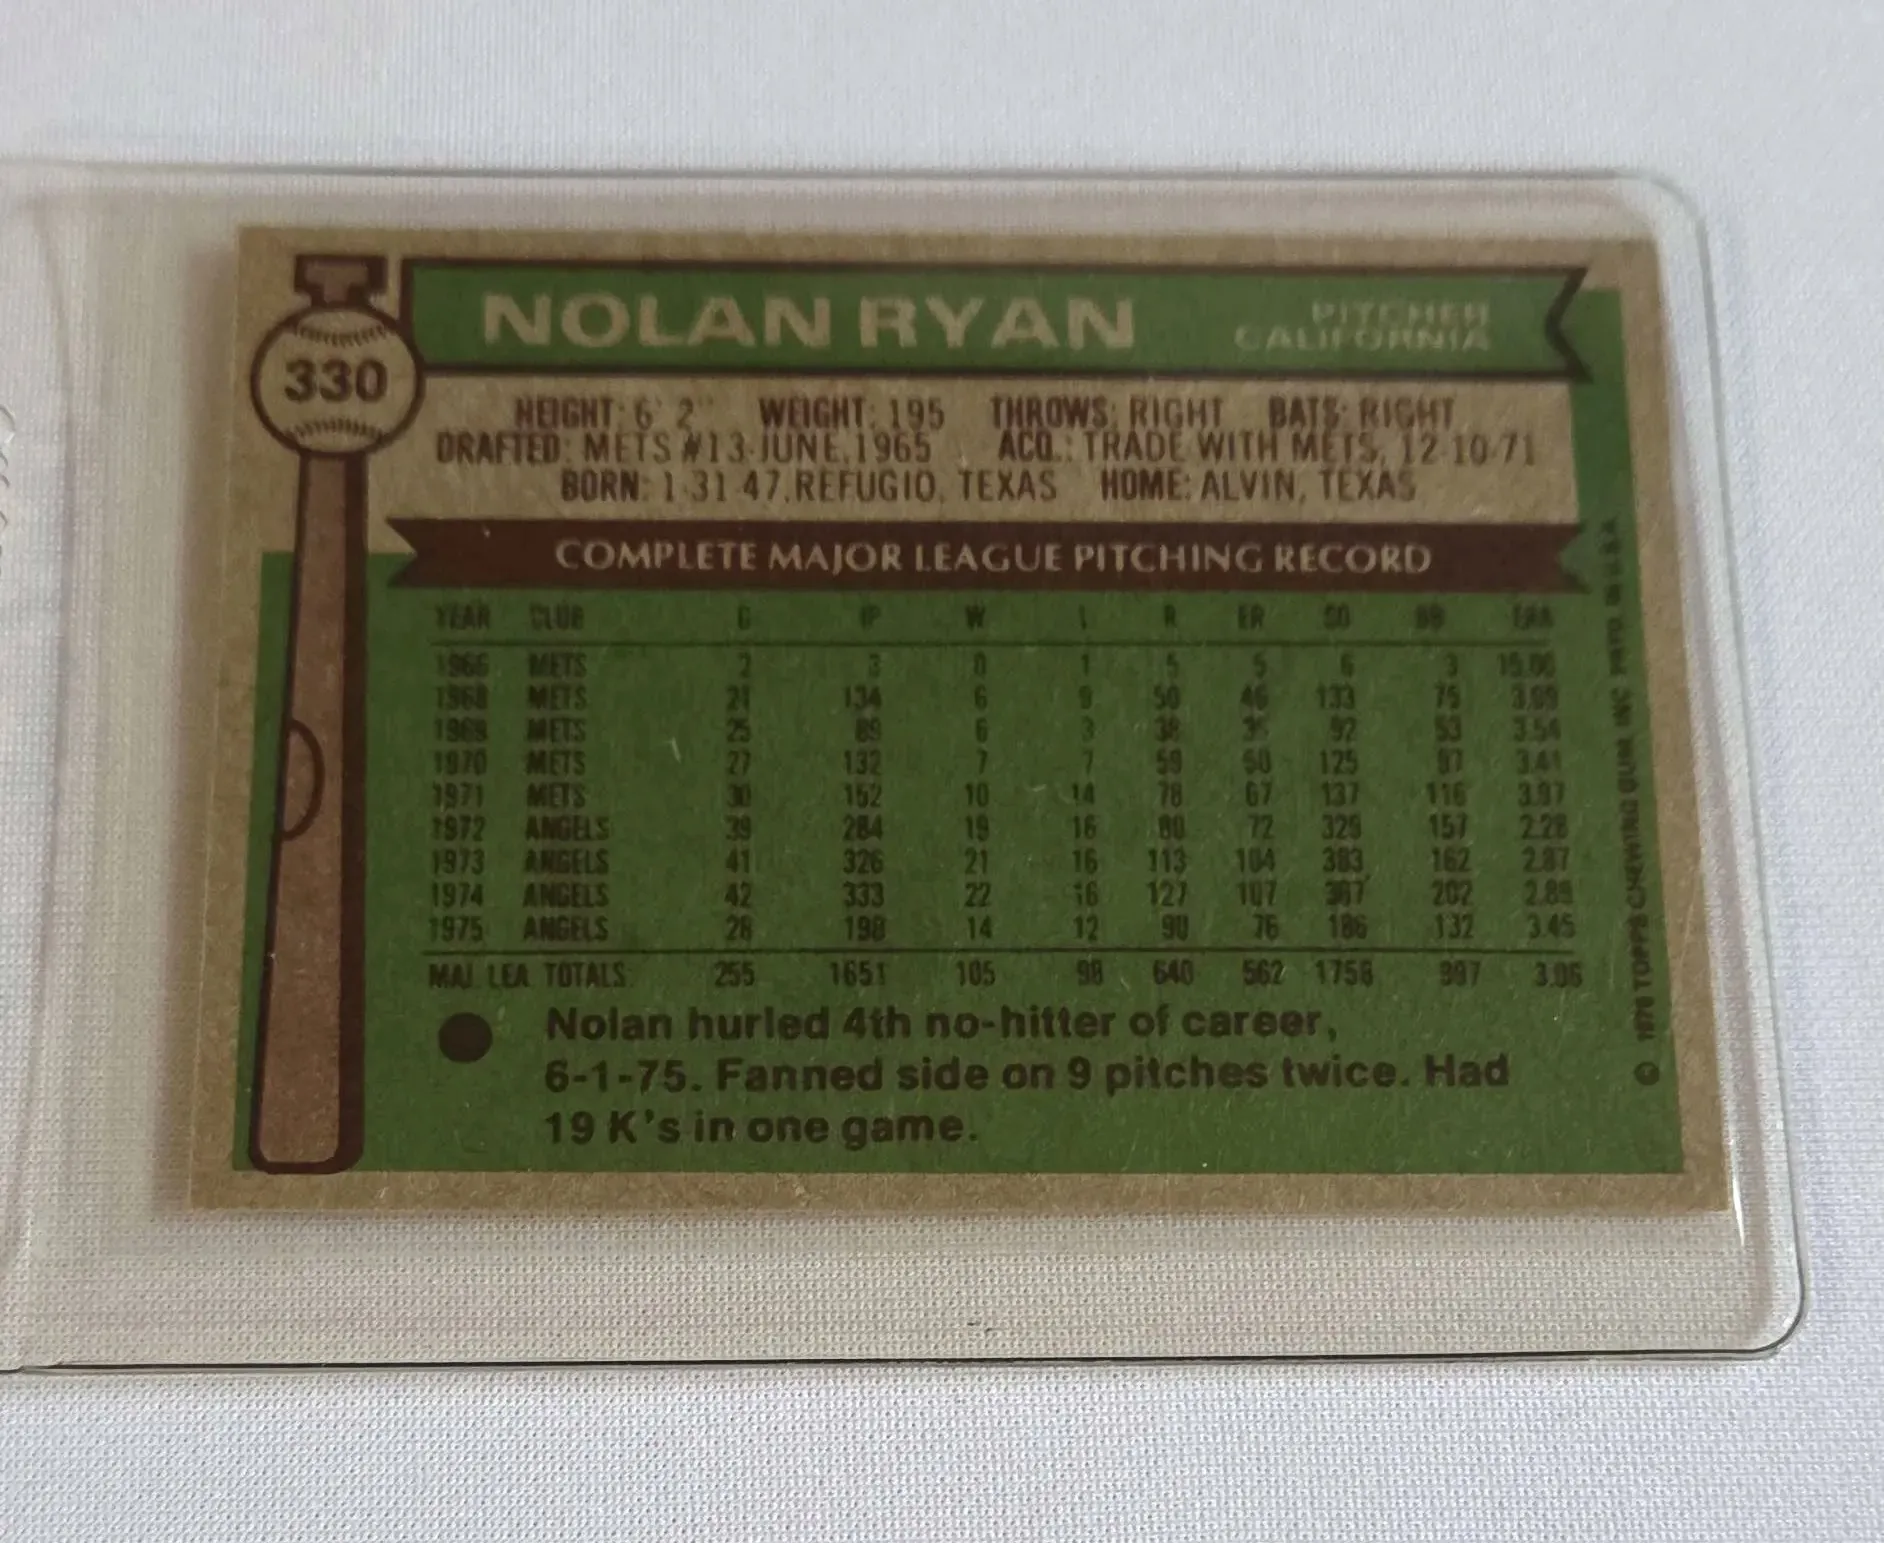 330
NOLAN RYAN
PITCHER
CALIFORNIA
HEIGHT: 6' 2" WEIGHT: 195 THROWS: RIGHT BATS: RIGHT
DRAFTED: METS #13-JUNE, 1965 ACQ.: TRADE WITH METS, 12-10-71
BORN: 1-31-47, REFUGIO, TEXAS HOME: ALVIN, TEXAS
COMPLETE MAJOR LEAGUE PITCHING RECORD
YEAR CLUB G IP W L R ER SO BB ERA
1966 METS 2 3 0 1 5 5 6 3 15.00
1968 METS 21 134 6 9 50 46 133 75 3.09
1969 METS 25 89 6 3 38 35 92 53 3.54
1970 METS 27 132 7 7 59 50 125 97 3.41
1971 METS 30 152 10 14 78 67 137 116 3.97
1972 ANGELS 39 284 19 16 80 72 329 157 2.28
1973 ANGELS 41 326 21 16 113 104 383 162 2.87
1974 ANGELS 42 333 22 16 127 107 367 202 2.89
1975 ANGELS 28 198 14 12 90 76 186 132 3.45
MAJ. LEA. TOTALS 255 1651 105 98 640 562 1758 997 3.06
Nolan hurled 4th no-hitter of career,
6-1-75. Fanned side on 9 pitches twice. Had
19 K's in one game.
© 1976 TOPPS CHEWING GUM, INC. PRTD. IN U.S.A.